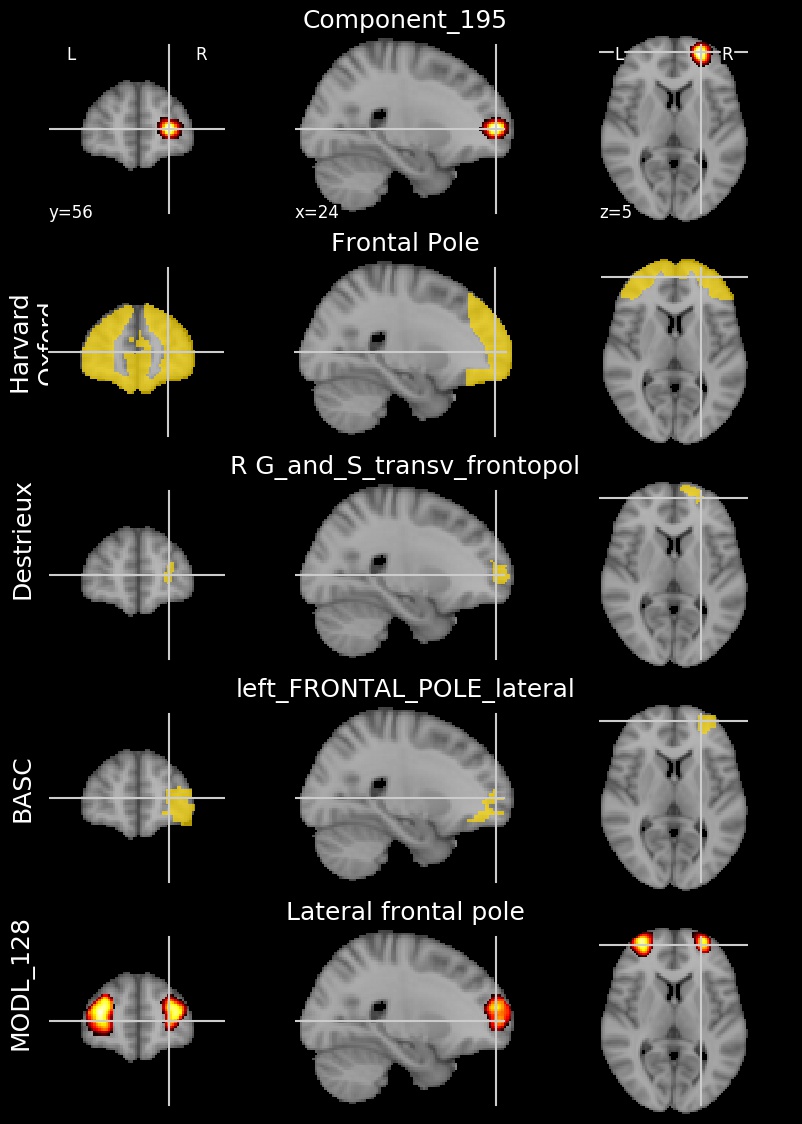 Component_195
L R
L R
y=56
x=24
z=5
Frontal Pole
Harvard
R G_and_S_transv_frontopol
Destrieux
left_FRONTAL_POLE_lateral
BASC
Lateral frontal pole
MODL_128